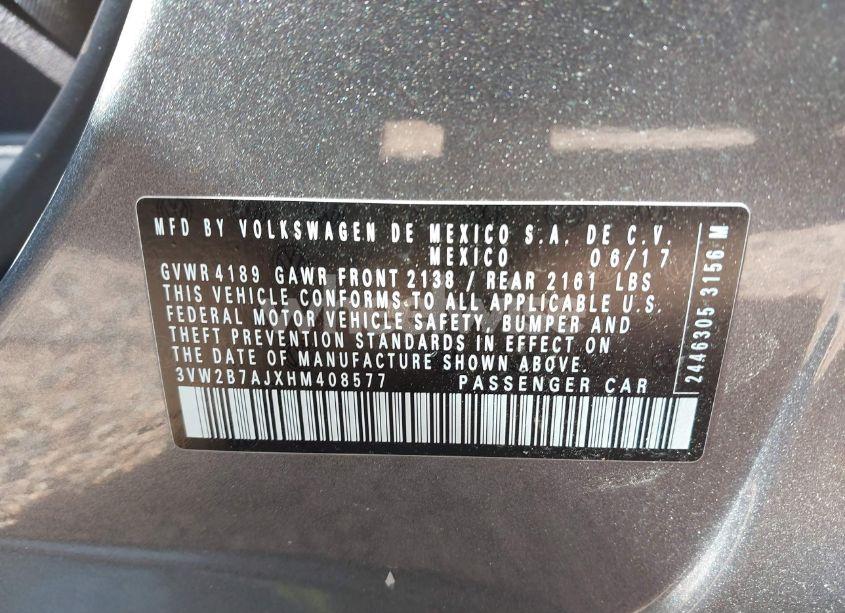 MFD BY VOLKSWAGEN DE MEXICO S.A. DE C.V.
MEXICO 06/17
GVWR 4189 GAWR FRONT 2138 / REAR 2161 LBS
THIS VEHICLE CONFORMS TO ALL APPLICABLE U.S.
FEDERAL MOTOR VEHICLE SAFETY, BUMPER AND
THEFT PREVENTION STANDARDS IN EFFECT ON
THE DATE OF MANUFACTURE SHOWN ABOVE.
3VW2B7AJXHM408577 PASSENGER CAR
2446305 3156 M